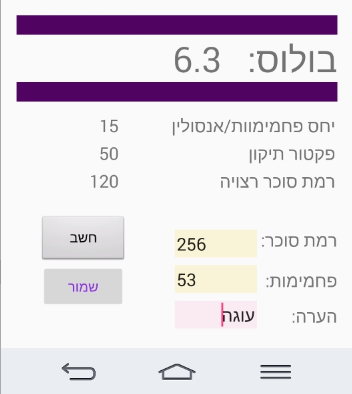 בולוס: 6.3
יחס פחמימוות/אנסולין 15
פקטור תיקון 50
רמת סוכר רצויה 120
רמת סוכר: 256 חשב
פחמימות: 53 שמור
הערה: עוגה